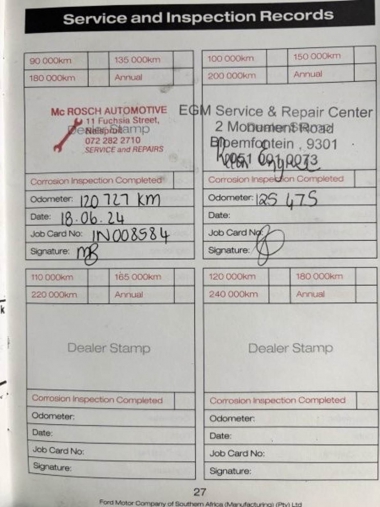 Service and Inspection Records
90 000km 135 000km
180 000km Annual
Mc ROSCH AUTOMOTIVE
11 Fuchsia Street,
Dealer Stamp
072 282 2710
SERVICE and REPAIRS
Corrosion Inspection Completed
Odometer: 120 727 km
Date: 18.06.24
Job Card No: IN008584
Signature:
100 000km 150 000km
200 000km Annual
EGM Service & Repair Center
2 Monument Road
Dealer Stamp
Bloemfontein, 9301
Corrosion Inspection Completed
Odometer: 125 475
Date:
Job Card No:
Signature:
110 000km 165 000km
220 000km Annual
Dealer Stamp
Corrosion Inspection Completed
Odometer:
Date:
Job Card No:
Signature:
120 000km 180 000km
240 000km Annual
Dealer Stamp
Corrosion Inspection Completed
Odometer:
Date:
Job Card No:
Signature:
27
Ford Motor Company of Southern Africa (Manufacturing) (Pty) Ltd